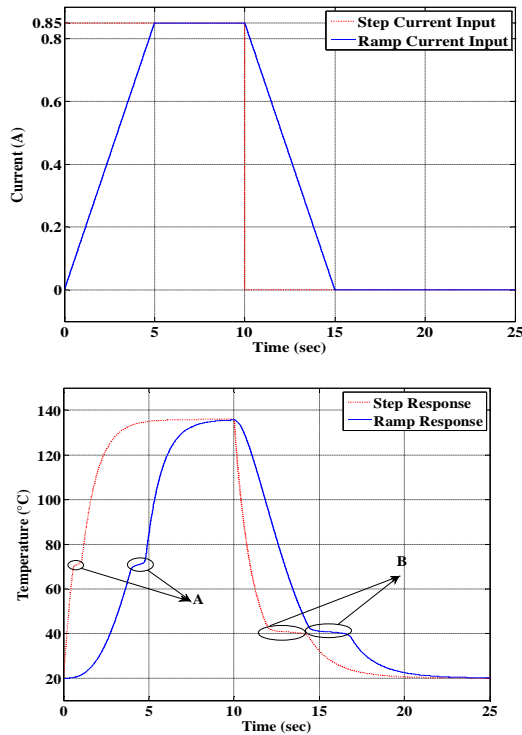 Step Current Input
Ramp Current Input
0.85
0.8
0.6
0.4
0.2
0
Current (A)
0 5 10 15 20 25
Time (sec)
Step Response
Ramp Response
140
120
100
80
60
40
20
Temperature (°C)
A
B
0 5 10 15 20 25
Time (sec)